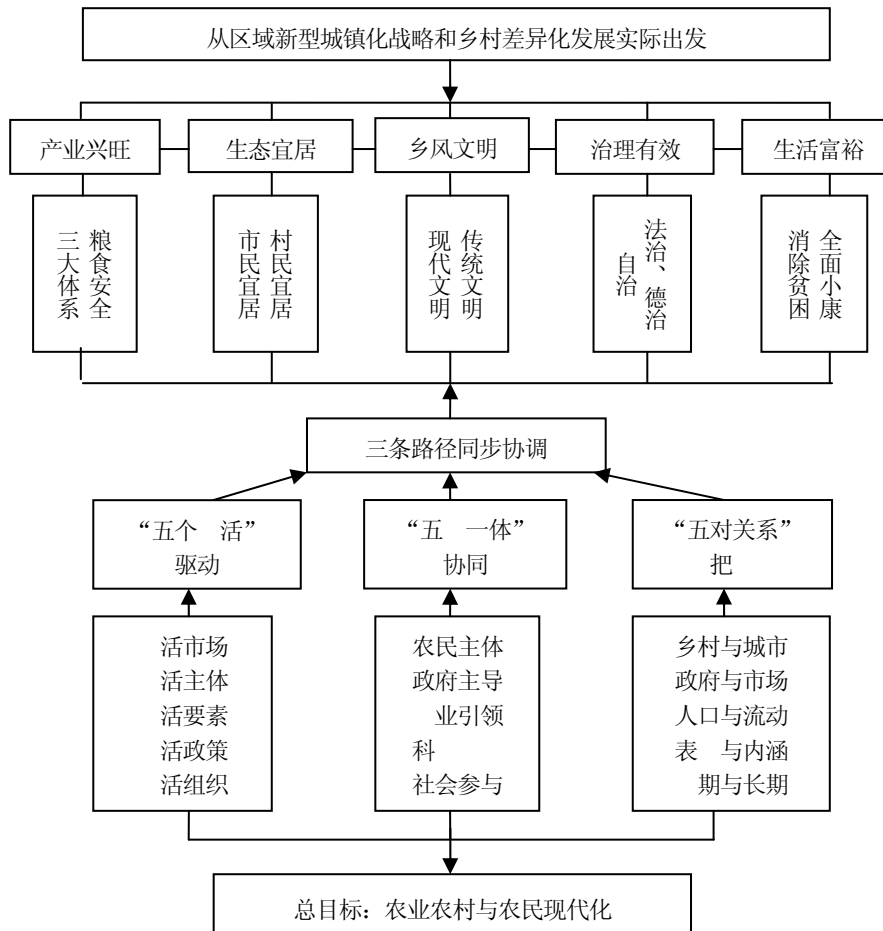 从区域新型城镇化战略和乡村差异化发展实际出发
产业兴旺
生态宜居
乡风文明
治理有效
生活富裕
粮食安全
三大体系
村民宜居
市民宜居
传统文明
现代文明
法治、德治
自治
全面小康
消除贫困
三条路径同步协调
“五个 活”
驱动
“五 一体”
协同
“五对关系”
把
活市场
活主体
活要素
活政策
活组织
农民主体
政府主导
业引领
科
社会参与
乡村与城市
政府与市场
人口与流动
表 与内涵
期与长期
总目标：农业农村与农民现代化